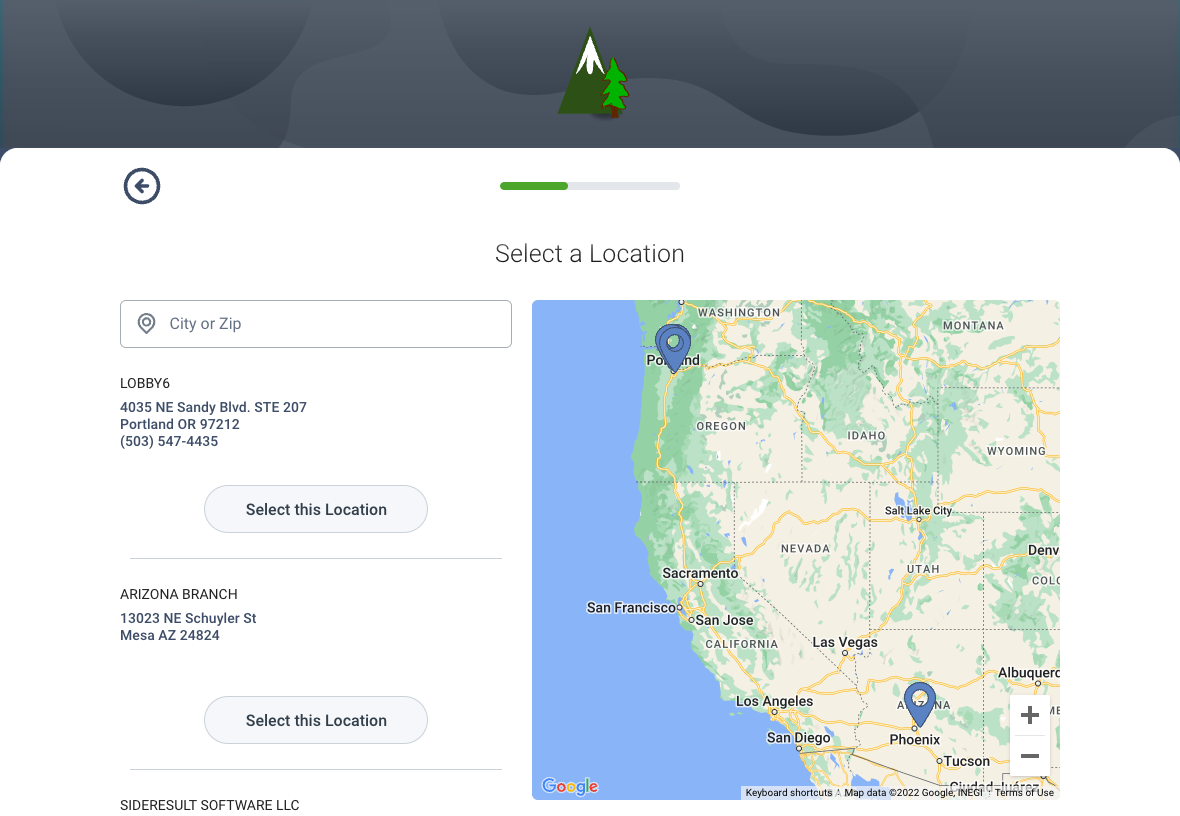 Select a Location
City or Zip
LOBBY6
4035 NE Sandy Blvd. STE 207
Portland OR 97212
(503) 547-4435
Select this Location
ARIZONA BRANCH
13023 NE Schuyler St
Mesa AZ 24824
Select this Location
SIDERESULT SOFTWARE LLC
WASHINGTON
MONTANA
OREGON
IDAHO
WYOMING
Salt Lake City
NEVADA
Denv
UTAH
COLO
Sacramento
San Francisco
San Jose
CALIFORNIA
Las Vegas
Albuquerq
Los Angeles
San Diego
Phoenix
Tucson
Ciudad Juárez
Google
Keyboard shortcuts
Map data ©2022 Google, INEGI
Terms of Use